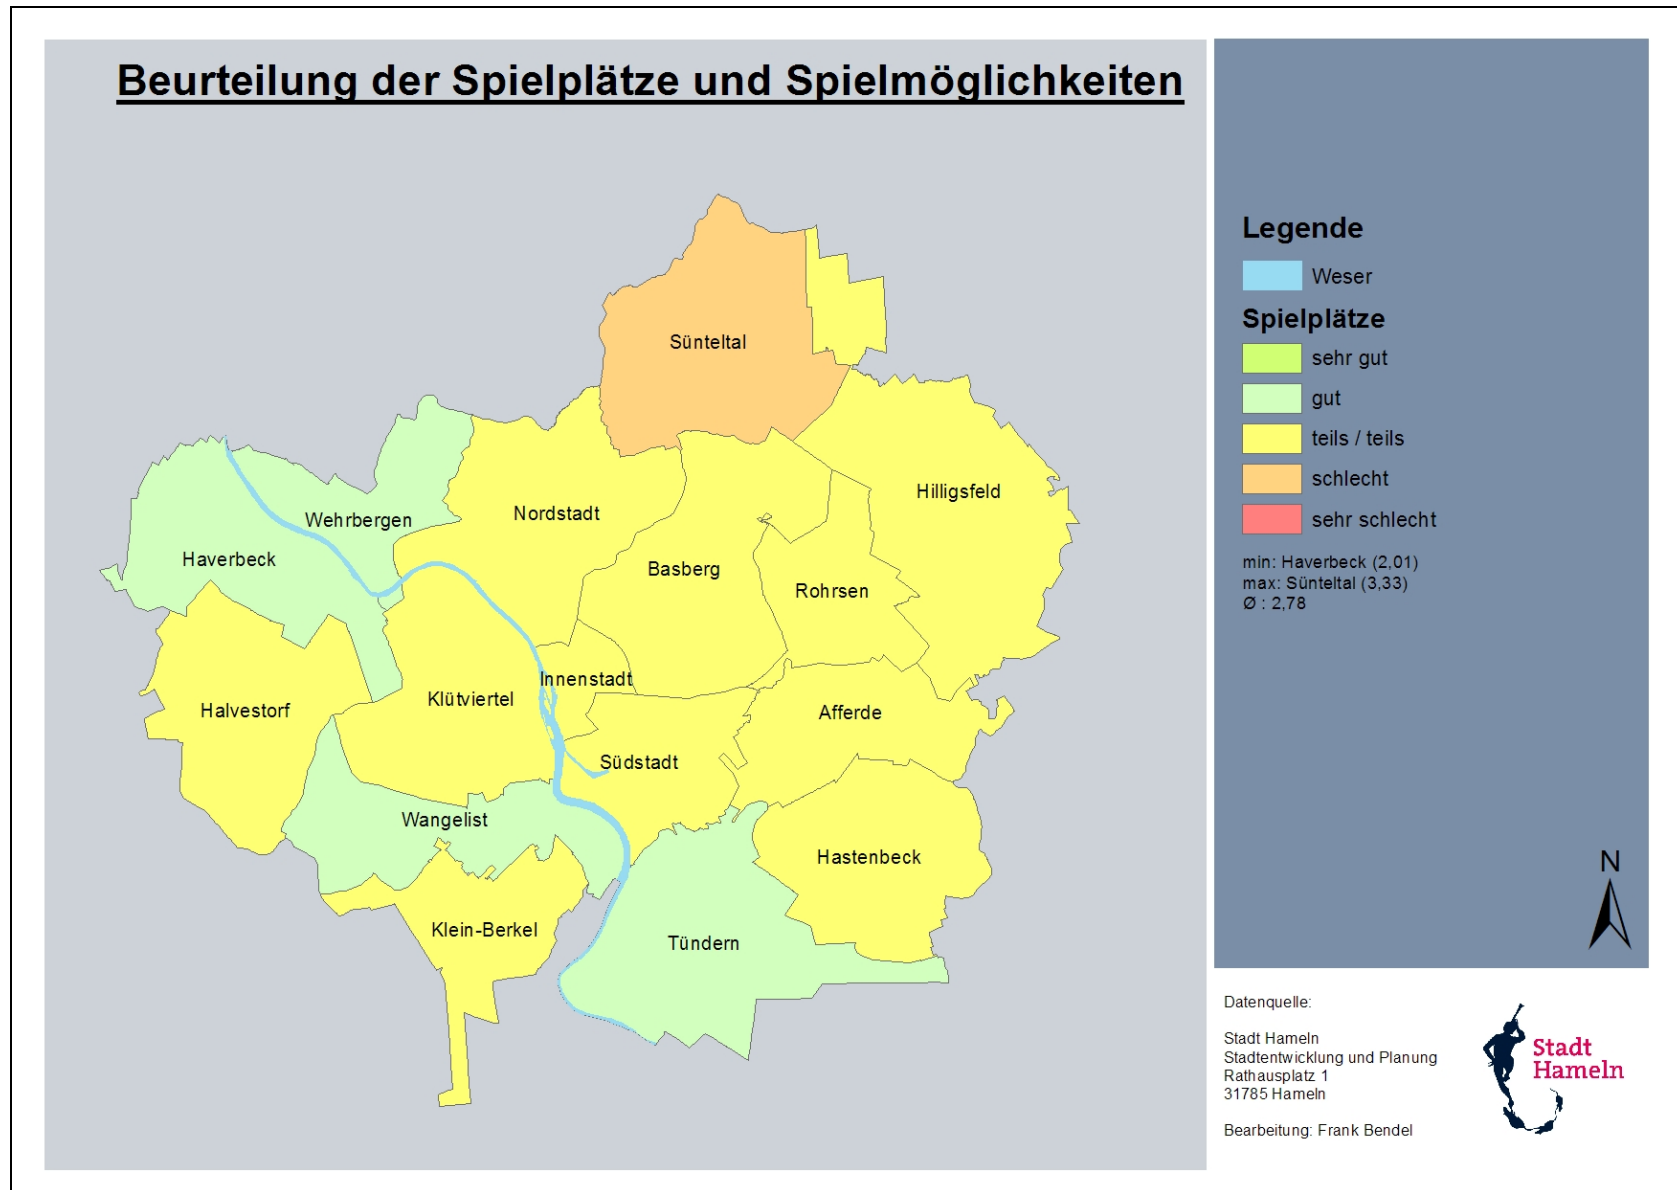 Beurteilung der Spielplätze und Spielmöglichkeiten
Sünteltal
Hilligsfeld
Nordstadt
Wehrbergen
Haverbeck
Basberg
Rohrsen
Innenstadt
Klütviertel
Halvestorf
Afferde
Südstadt
Wangelist
Hastenbeck
Klein-Berkel
Tündern
Legende
Weser
Spielplätze
sehr gut
gut
teils / teils
schlecht
sehr schlecht
min: Haverbeck (2,01)
max: Sünteltal (3,33)
Ø : 2,78
N
Datenquelle:
Stadt Hameln
Stadtentwicklung und Planung
Rathausplatz 1
31785 Hameln
Bearbeitung: Frank Bendel
Stadt
Hameln